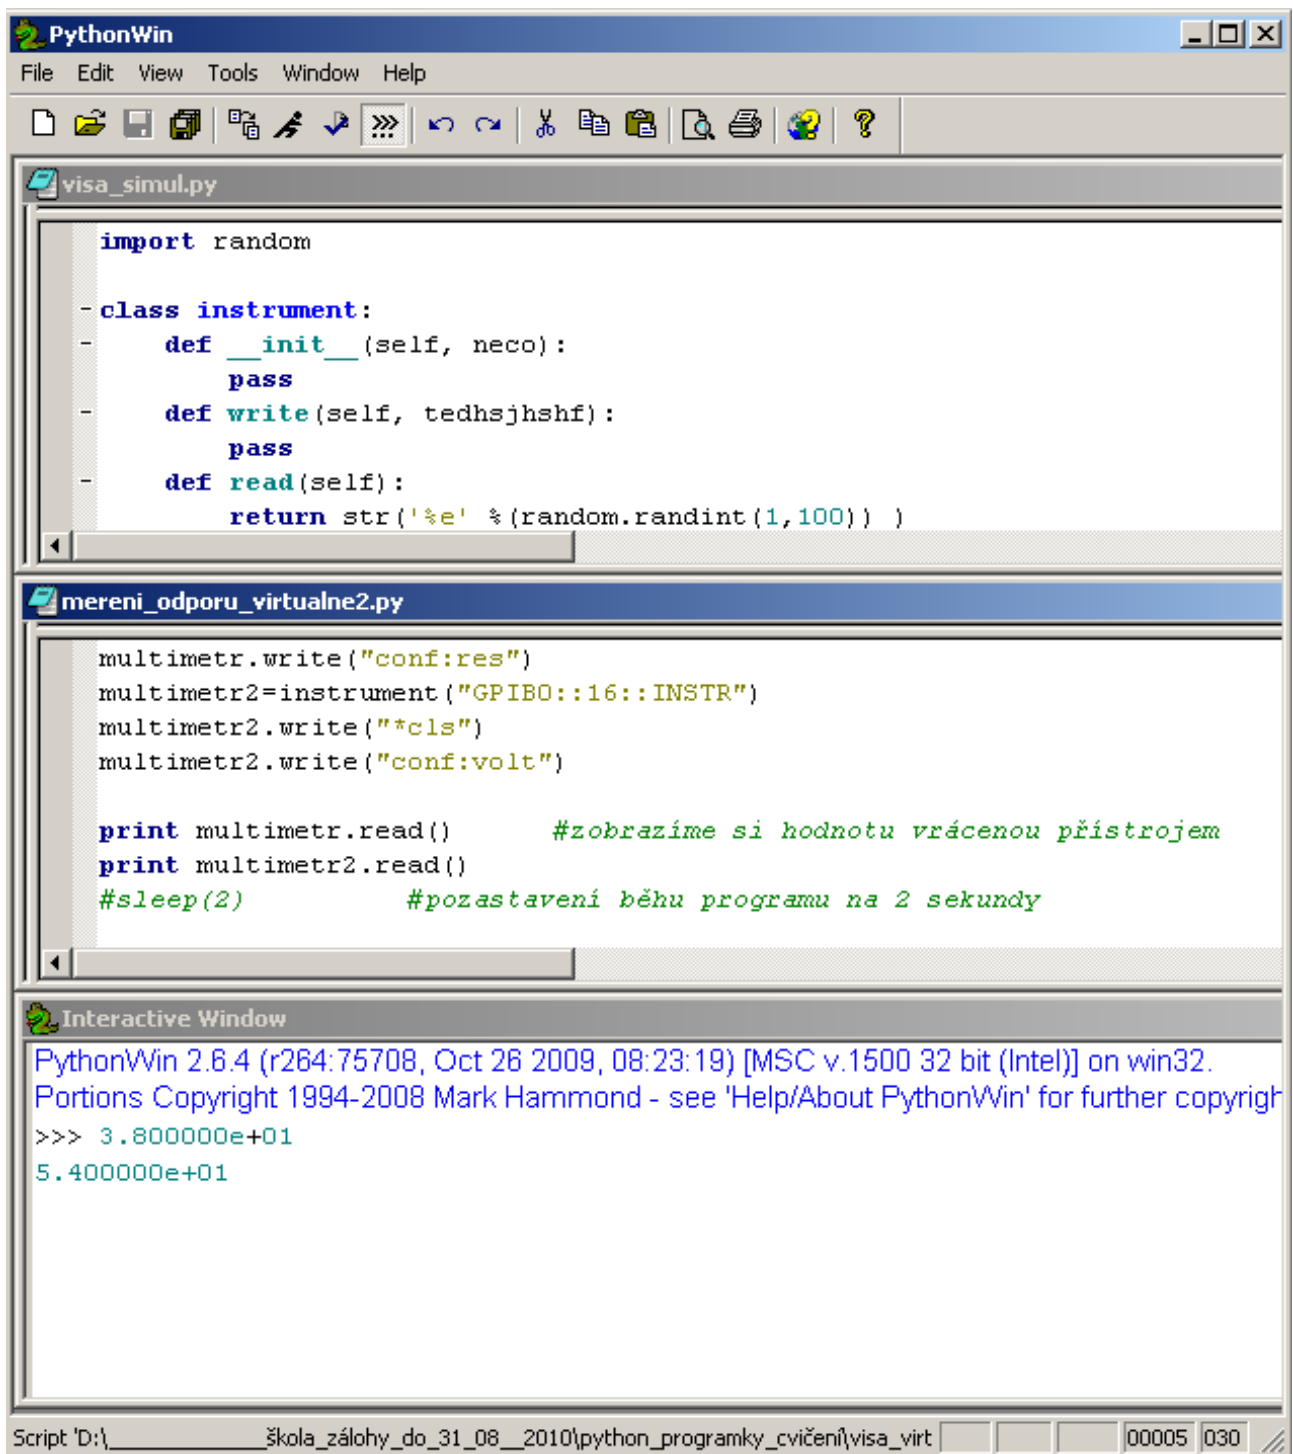 PythonWin
File Edit View Tools Window Help
visa_simul.py
import random
class instrument:
def __init__(self, neco):
pass
def write(self, tedhsjhshf):
pass
def read(self):
return str('%e' %(random.randint(1,100)) )
mereni_odporu_virtualne2.py
multimetr.write("conf:res")
multimetr2=instrument("GPIB0::16::INSTR")
multimetr2.write("*cls")
multimetr2.write("conf:volt")
print multimetr.read() #zobrazíme si hodnotu vrácenou přístrojem
print multimetr2.read()
#sleep(2) #pozastavení běhu programu na 2 sekundy
Interactive Window
PythonWin 2.6.4 (r264:75708, Oct 26 2009, 08:23:19) [MSC v.1500 32 bit (Intel)] on win32.
Portions Copyright 1994-2008 Mark Hammond - see 'Help/About PythonWin' for further copyrigh
>>> 3.800000e+01
5.400000e+01
Script 'D:\______________škola_zálohy_do_31_08__2010\python_programky_cvičení\visa_virt 00005 030